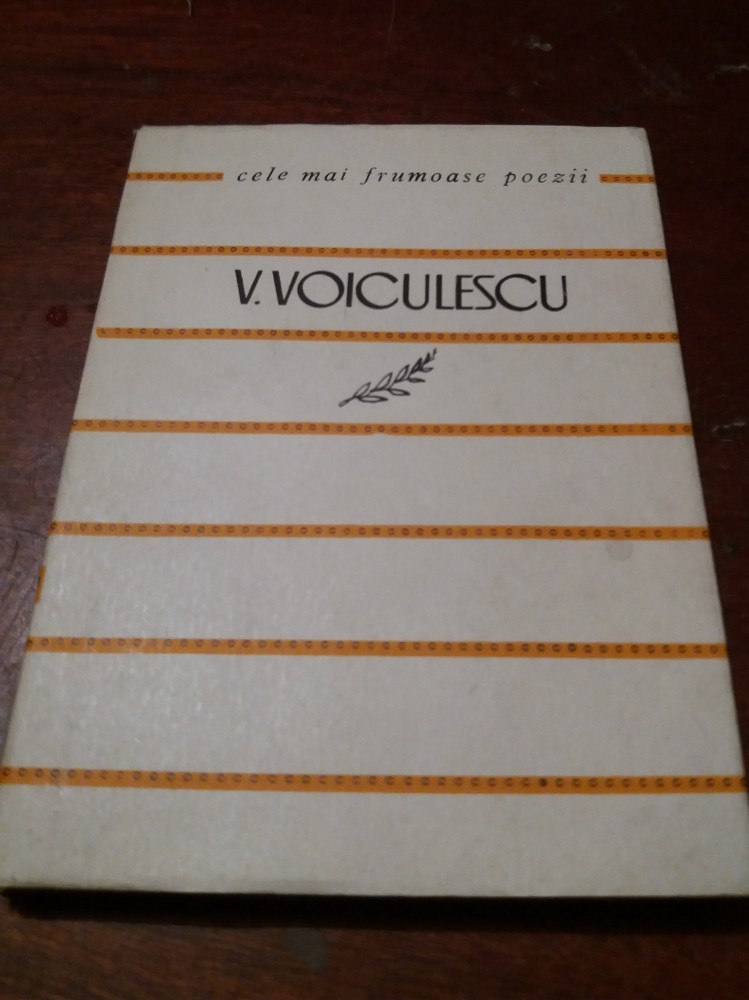 cele mai frumoase poezii
V. VOICULESCU